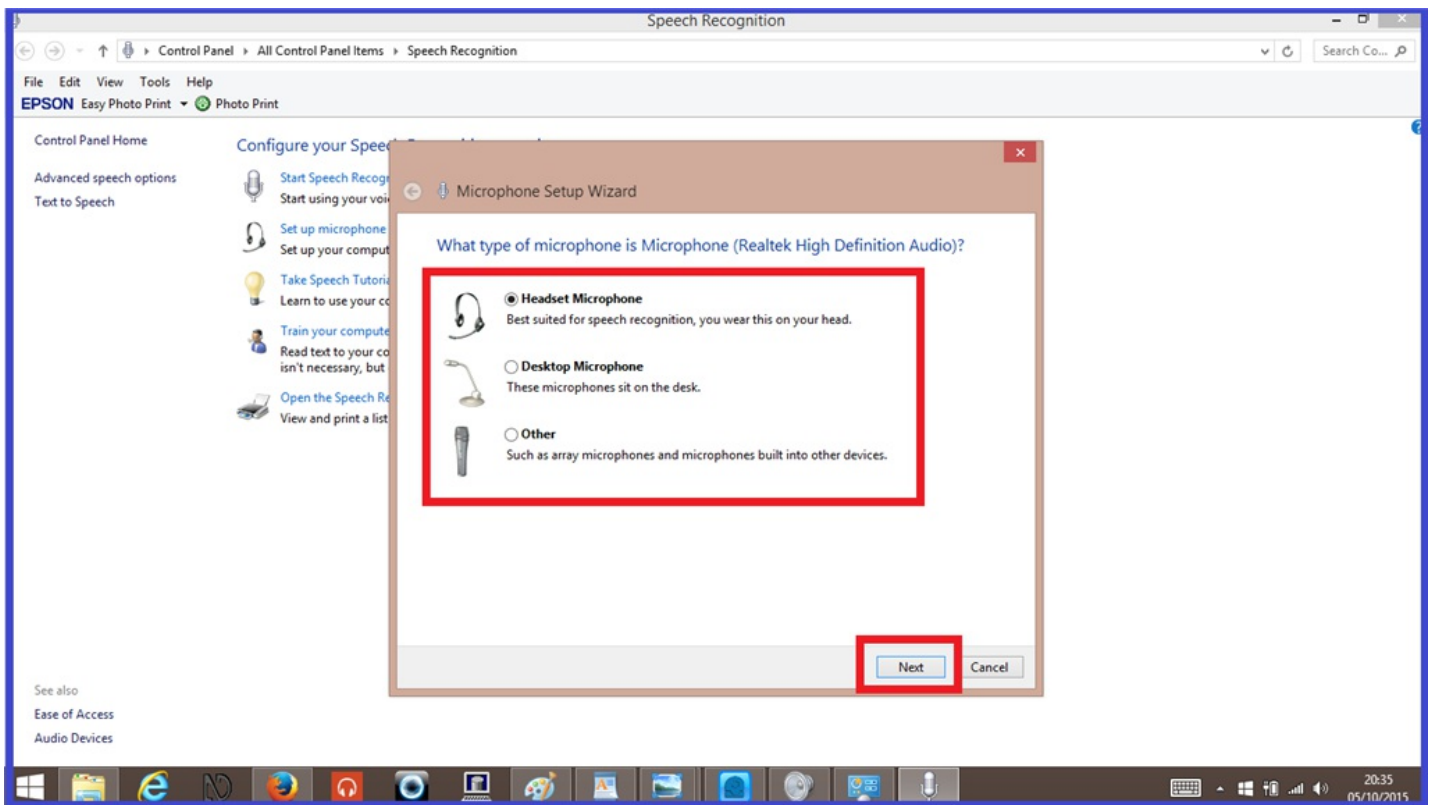 Speech Recognition
Control Panel All Control Panel Items Speech Recognition
Search Co...
File Edit View Tools Help
EPSON Easy Photo Print Photo Print
Control Panel Home
Advanced speech options
Text to Speech
Configure your Speec
Start Speech Recogn
Start using your voi
Set up microphone
Set up your comput
Take Speech Tutoria
Learn to use your co
Train your compute
Read text to your co
isn't necessary, but
Open the Speech Re
View and print a list
Microphone Setup Wizard
What type of microphone is Microphone (Realtek High Definition Audio)?
Headset Microphone
Best suited for speech recognition, you wear this on your head.
Desktop Microphone
These microphones sit on the desk.
Other
Such as array microphones and microphones built into other devices.
Next Cancel
See also
Ease of Access
Audio Devices
20:35
05/10/2015